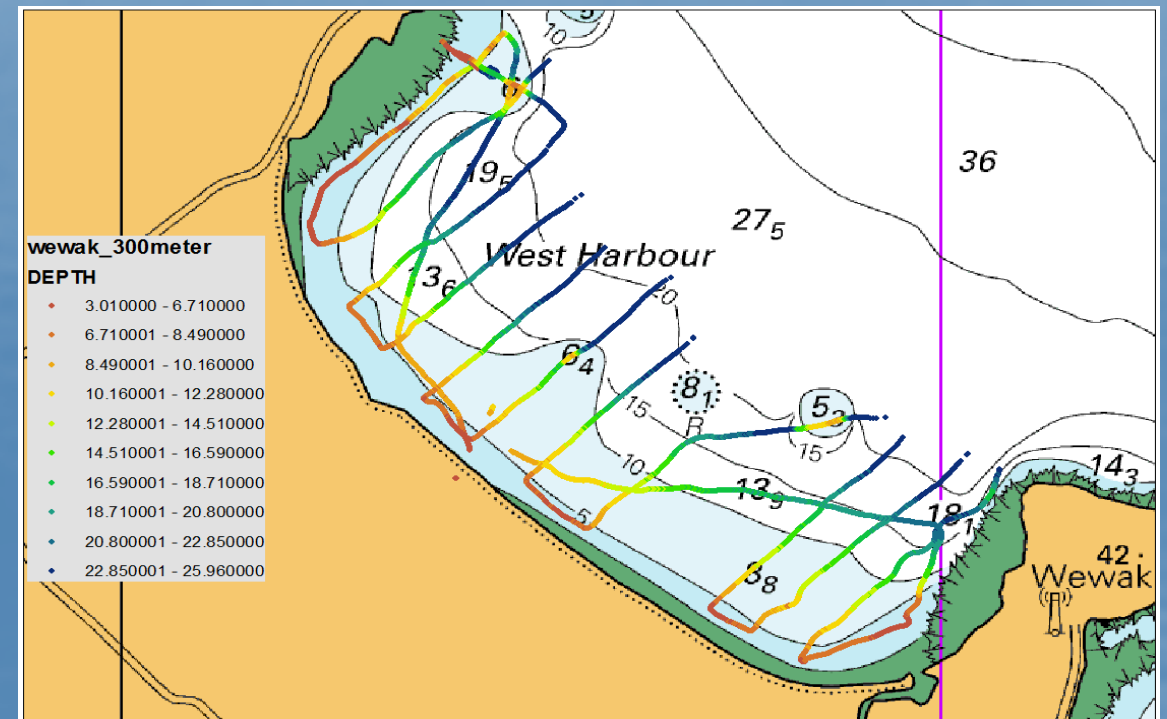 10
36
19₅
27₅
West Harbour
wewak_300meter
DEPTH
3.010000 - 6.710000
6.710001 - 8.490000
8.490001 - 10.160000
10.160001 - 12.280000
12.280001 - 14.510000
14.510001 - 16.590000
16.590001 - 18.710000
18.710001 - 20.800000
20.800001 - 22.850000
22.850001 - 25.960000
13₆
20
6₄
8₁
15
R
15
10
13₉
14₃
5
18₁
42
Wewak
8₈